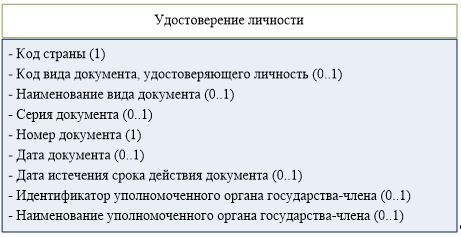 Удостоверение личности
- Код страны (1)
- Код вида документа, удостоверяющего личность (0..1)
- Наименование вида документа (0..1)
- Серия документа (0..1)
- Номер документа (1)
- Дата документа (0..1)
- Дата истечения срока действия документа (0..1)
- Идентификатор уполномоченного органа государства-члена (0..1)
- Наименование уполномоченного органа государства-члена (0..1)